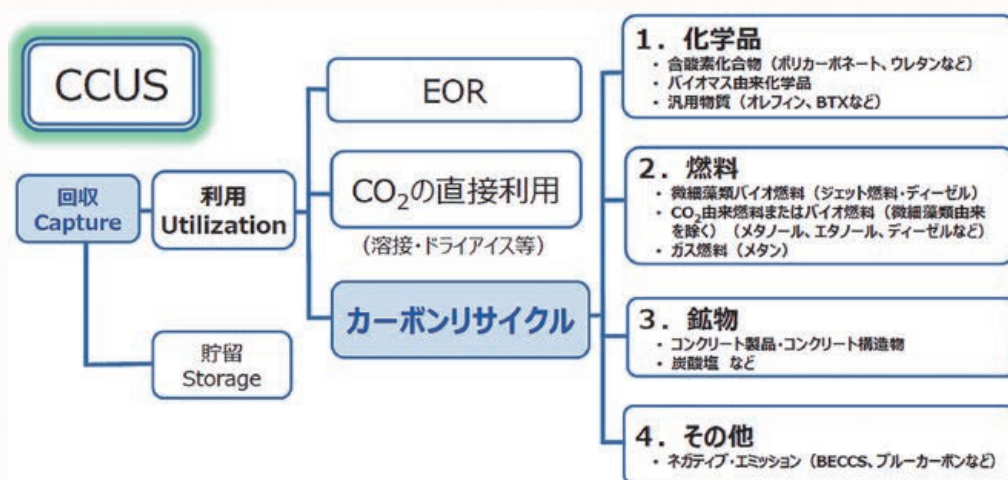 CCUS
回収
Capture
利用
Utilization
貯留
Storage
EOR
CO₂の直接利用
(溶接・ドライアイス等)
カーボンリサイクル
1. 化学品
・ 含酸素化合物（ポリカーボネート、ウレタンなど）
・ バイオマス由来化学品
・ 汎用物質（オレフィン、BTXなど）
2. 燃料
・ 微細藻類バイオ燃料（ジェット燃料・ディーゼル）
・ CO₂由来燃料またはバイオ燃料（微細藻類由来
を除く）（メタノール、エタノール、ディーゼルなど）
・ ガス燃料（メタン）
3. 鉱物
・ コンクリート製品・コンクリート構造物
・ 炭酸塩 など
4. その他
・ ネガティブ・エミッション（BECCS、ブルーカーボンなど）